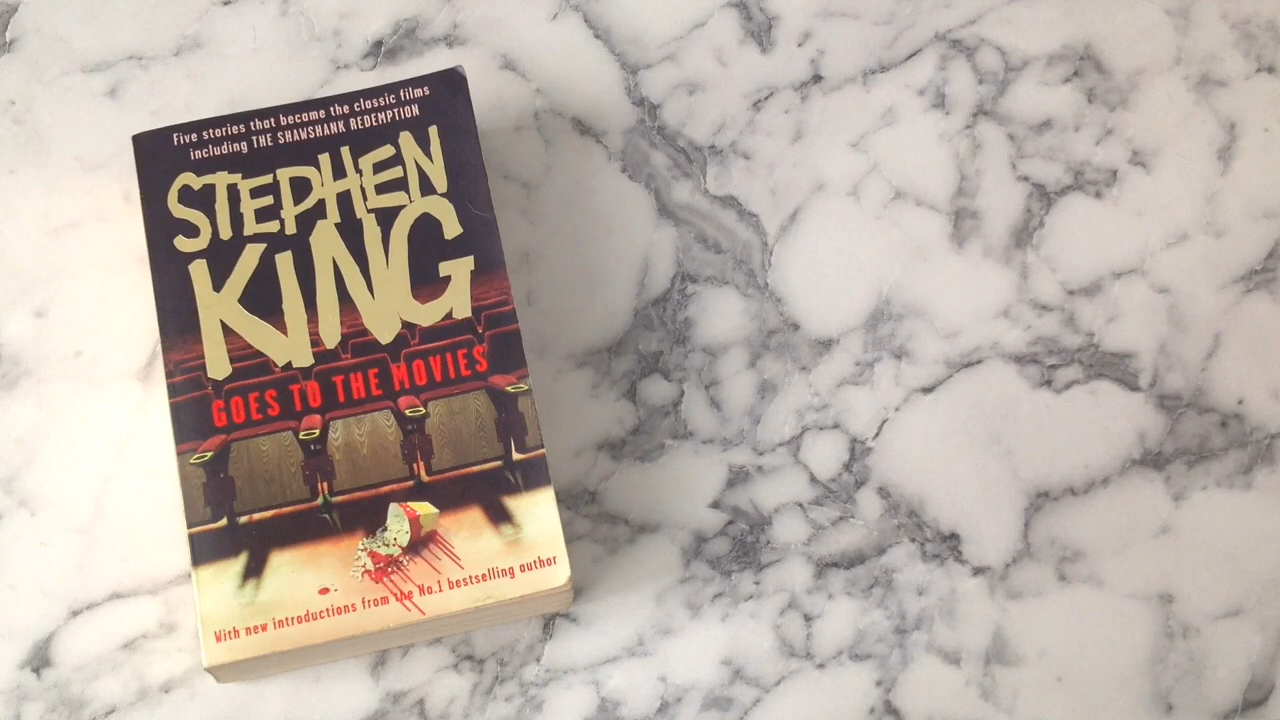 Five stories that became the classic films
including THE SHAWSHANK REDEMPTION
STEPHEN
KING
GOES TO THE MOVIES
With new introductions from the No.1 bestselling author